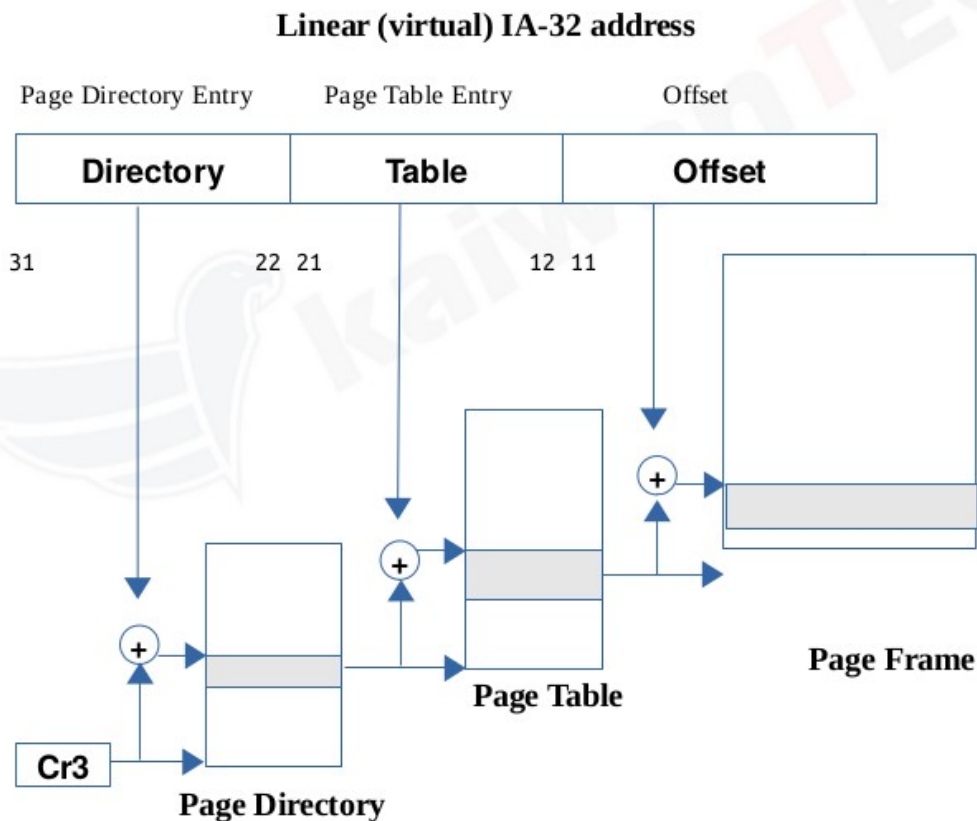 Linear (virtual) IA-32 address
Page Directory Entry Page Table Entry Offset
Directory Table Offset
31 22 21 12 11
+
+
+
Page Frame
Page Table
Cr3
Page Directory